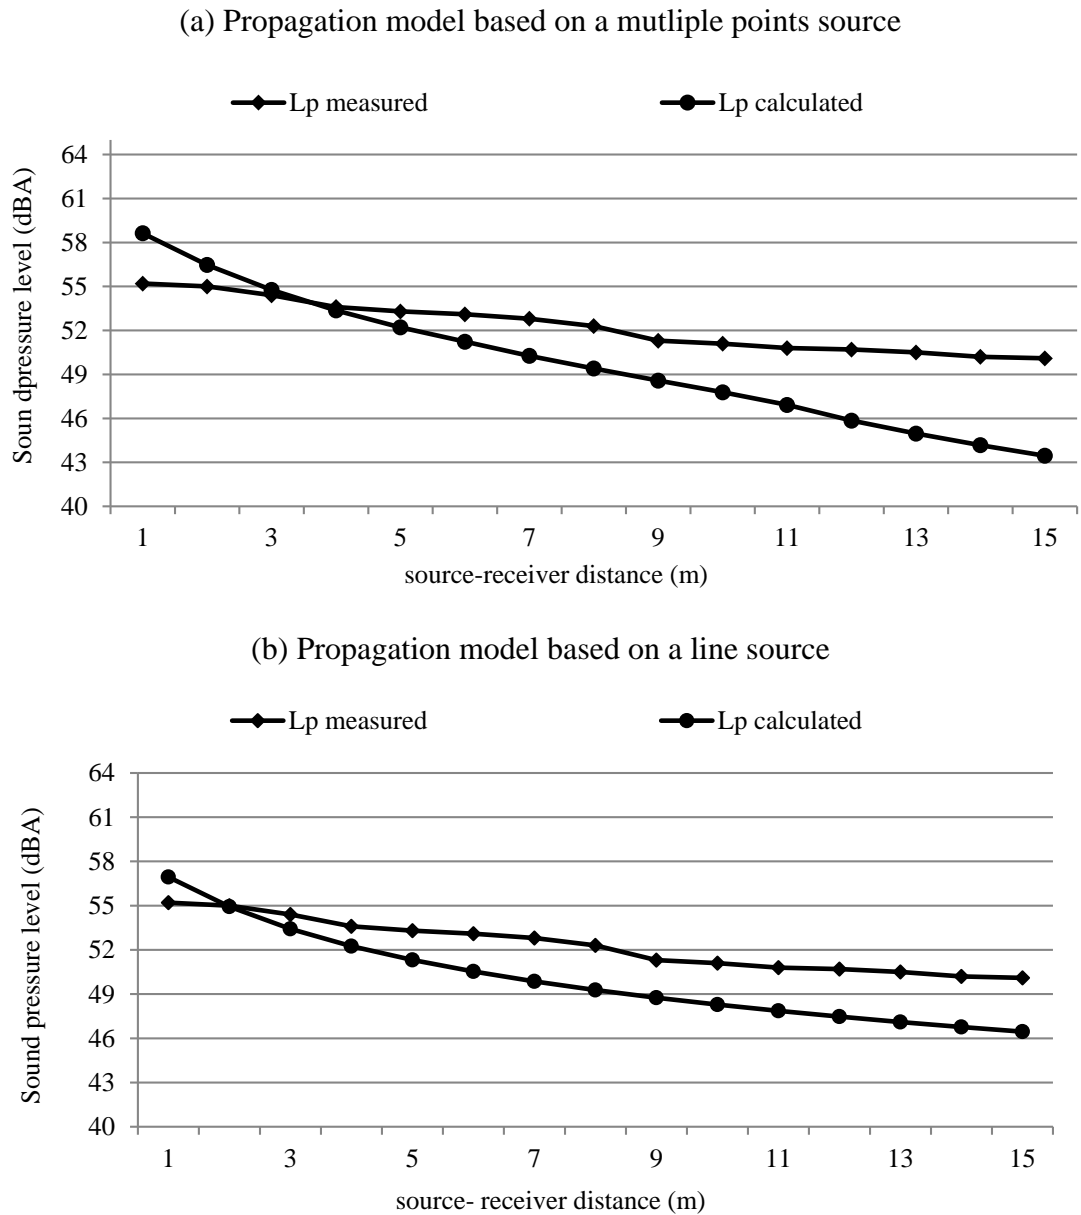 (a) Propagation model based on a mutliple points source
Lp measured Lp calculated
Soun dpressure level (dBA)
64
61
58
55
52
49
46
43
40
1 3 5 7 9 11 13 15
source-receiver distance (m)
(b) Propagation model based on a line source
Lp measured Lp calculated
Sound pressure level (dBA)
64
61
58
55
52
49
46
43
40
1 3 5 7 9 11 13 15
source- receiver distance (m)